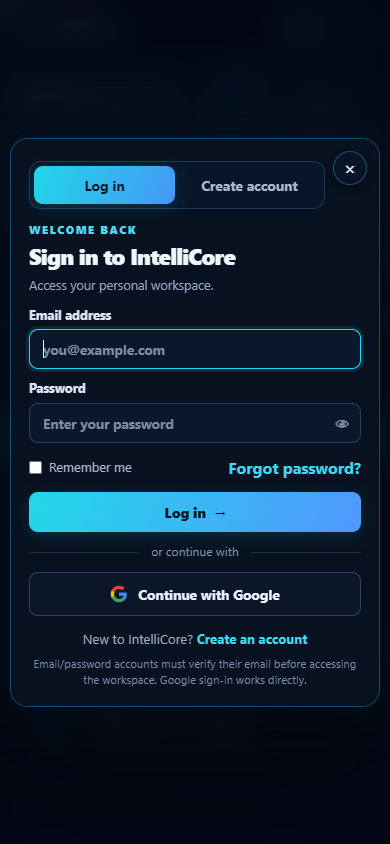 Log in
Create account
×
WELCOME BACK
Sign in to IntelliCore
Access your personal workspace.
Email address
you@example.com
Password
Enter your password
Remember me
Forgot password?
Log in →
or continue with
Continue with Google
New to IntelliCore? Create an account
Email/password accounts must verify their email before accessing
the workspace. Google sign-in works directly.